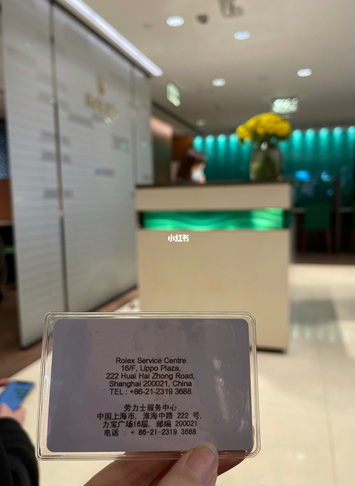 小红书
Rolex Service Centre
16/F, Lippo Plaza,
222 Huai Hai Zhong Road,
Shanghai 200021, China
TEL : +86-21-2319 3688
劳力士服务中心
中国上海市, 淮海中路 222 号,
力宝广场16层, 邮编 200021
电话 : + 86-21-2319 3688